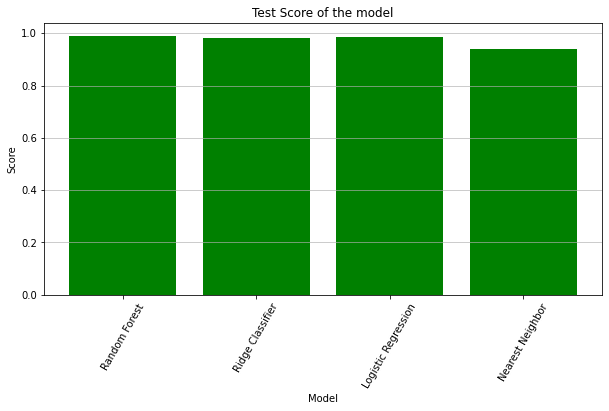 Test Score of the model
Score
1.0
0.8
0.6
0.4
0.2
0.0
Random Forest
Ridge Classifier
Logistic Regression
Nearest Neighbor
Model